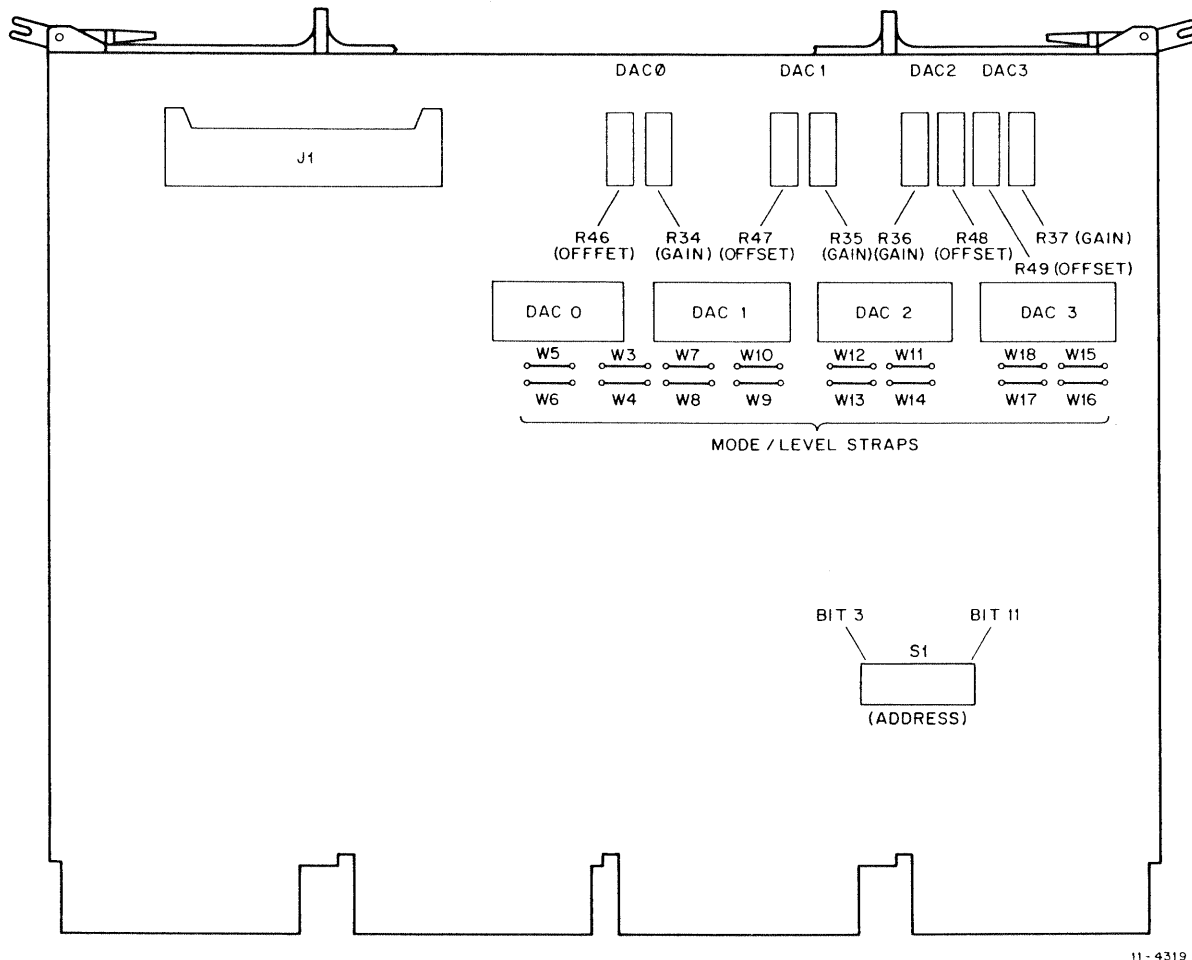 DACØ DAC1 DAC2 DAC3
J1
R46 (OFFFET)
R34 (GAIN)
R47 (OFFSET)
R35 (GAIN)
R36 (GAIN)
R48 (OFFSET)
R37 (GAIN)
R49 (OFFSET)
DAC 0 DAC 1 DAC 2 DAC 3
W5 W3 W7 W10 W12 W11 W18 W15
W6 W4 W8 W9 W13 W14 W17 W16
MODE / LEVEL STRAPS
BIT 3 BIT 11
S1
(ADDRESS)
11-4319